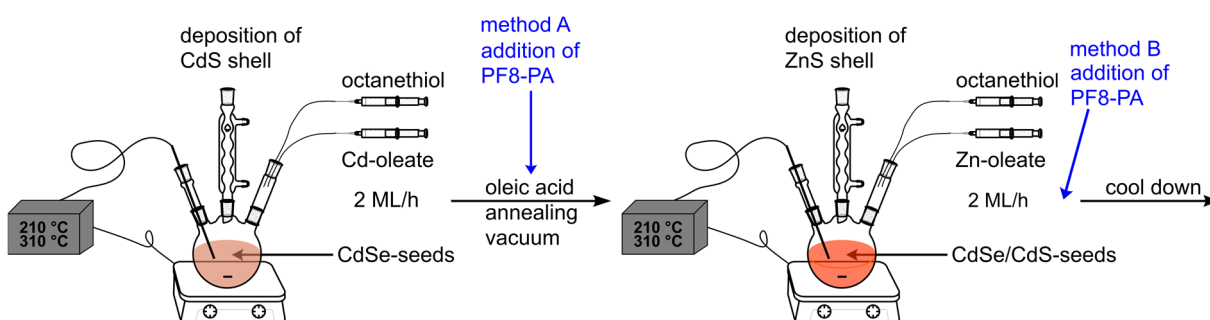 deposition of
CdS shell
octanethiol
Cd-oleate
2 ML/h
210 °C
310 °C
CdSe-seeds
method A
addition of
PF8-PA
oleic acid
annealing
vacuum
deposition of
ZnS shell
octanethiol
Zn-oleate
2 ML/h
210 °C
310 °C
CdSe/CdS-seeds
method B
addition of
PF8-PA
cool down